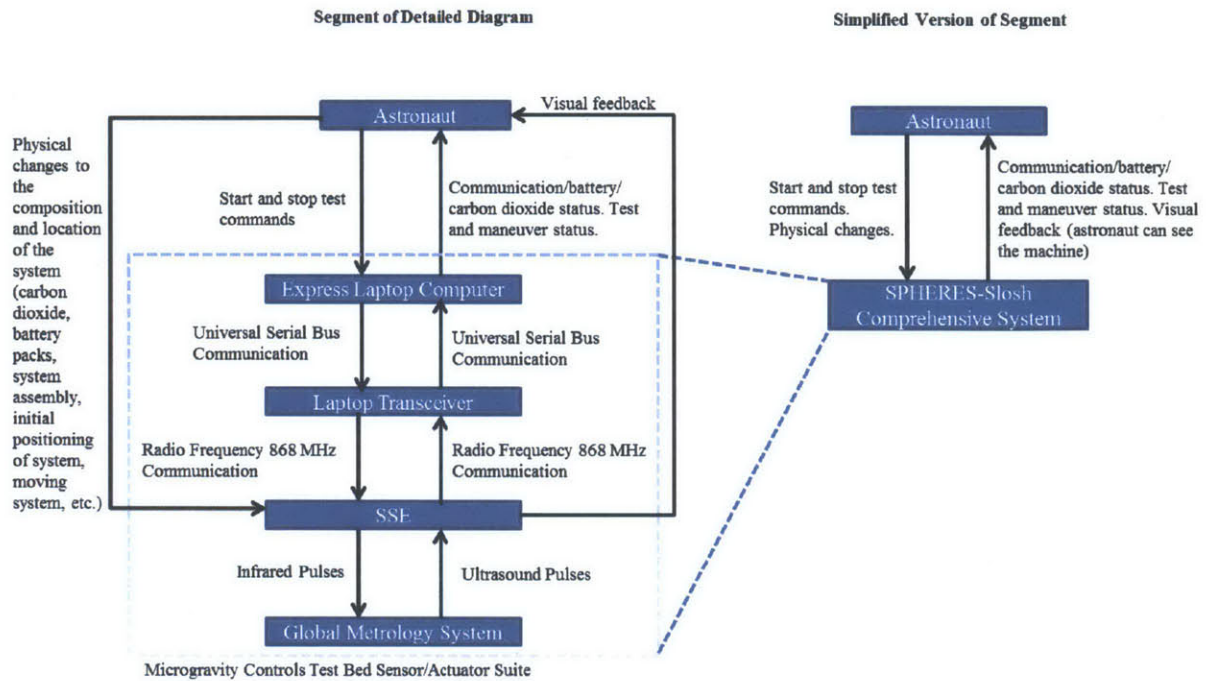 Segment of Detailed Diagram
Simplified Version of Segment
Visual feedback
Astronaut
Astronaut
Physical
changes to
the
composition
and location
of the
system
(carbon
dioxide,
battery
packs,
system
assembly,
initial
positioning
of system,
moving
system, etc.)
Start and stop test
commands
Communication/battery/
carbon dioxide status. Test
and maneuver status.
Start and stop test
commands.
Physical changes.
Communication/battery/
carbon dioxide status. Test
and maneuver status. Visual
feedback (astronaut can see
the machine)
Express Laptop Computer
SPHERES-Slosh
Comprehensive System
Universal Serial Bus
Communication
Universal Serial Bus
Communication
Laptop Transceiver
Radio Frequency 868 MHz
Communication
Radio Frequency 868 MHz
Communication
SSE
Infrared Pulses
Ultrasound Pulses
Global Metrology System
Microgravity Controls Test Bed Sensor/Actuator Suite